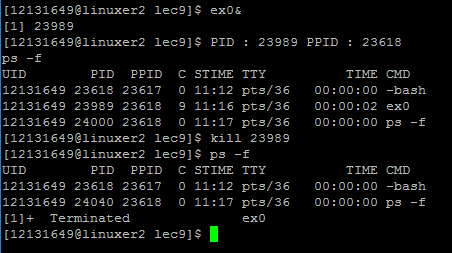 [12131649@linuxer2 lec9]$ ex0&
[1] 23989
[12131649@linuxer2 lec9]$ PID : 23989 PPID : 23618
ps -f
UID        PID  PPID  C STIME TTY          TIME CMD
12131649 23618 23617  0 11:12 pts/36   00:00:00 -bash
12131649 23989 23618  9 11:16 pts/36   00:00:02 ex0
12131649 24000 23618  0 11:17 pts/36   00:00:00 ps -f
[12131649@linuxer2 lec9]$ kill 23989
[12131649@linuxer2 lec9]$ ps -f
UID        PID  PPID  C STIME TTY          TIME CMD
12131649 23618 23617  0 11:12 pts/36   00:00:00 -bash
12131649 24040 23618  0 11:17 pts/36   00:00:00 ps -f
[1]+  Terminated              ex0
[12131649@linuxer2 lec9]$